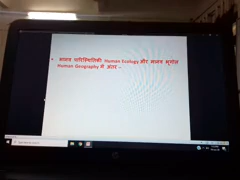 • मानव पारिस्थितिकी Human Ecology और मानव भूगोल
Human Geography में अंतर –